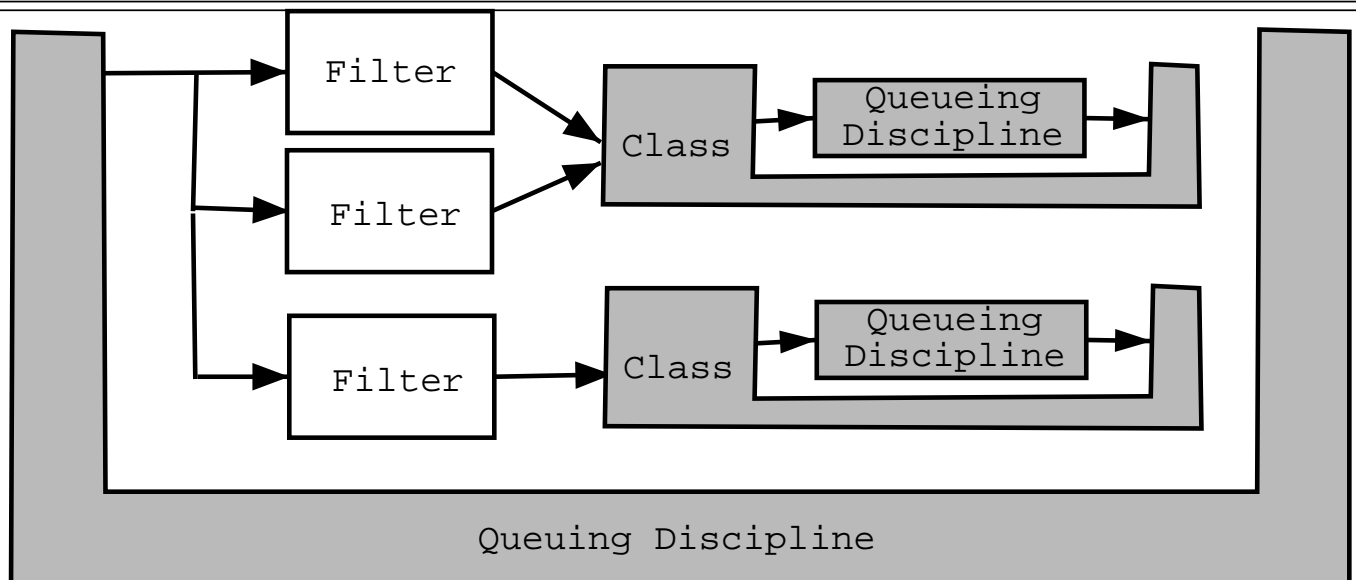 Filter
Filter
Filter
Class
Queueing
Discipline
Class
Queueing
Discipline
Queuing Discipline